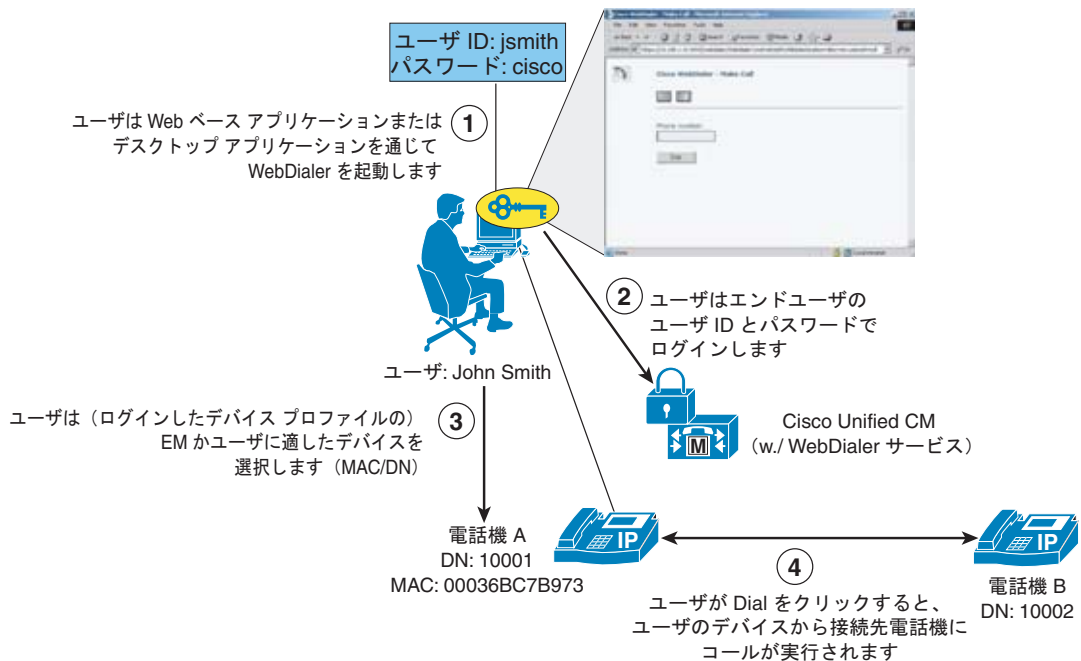 ユーザ ID: jsmith
パスワード: cisco
Cisco WebDialer - Make Call
1
ユーザは Web ベース アプリケーションまたは
デスクトップ アプリケーションを通じて
WebDialer を起動します
2
ユーザはエンドユーザの
ユーザ ID とパスワードで
ログインします
ユーザ: John Smith
3
ユーザは（ログインしたデバイス プロファイルの）
EM かユーザに適したデバイスを
選択します（MAC/DN）
M
Cisco Unified CM
（w./ WebDialer サービス）
電話機 A
DN: 10001
MAC: 00036BC7B973
IP
IP
4
ユーザが Dial をクリックすると、
ユーザのデバイスから接続先電話機に
コールが実行されます
電話機 B
DN: 10002